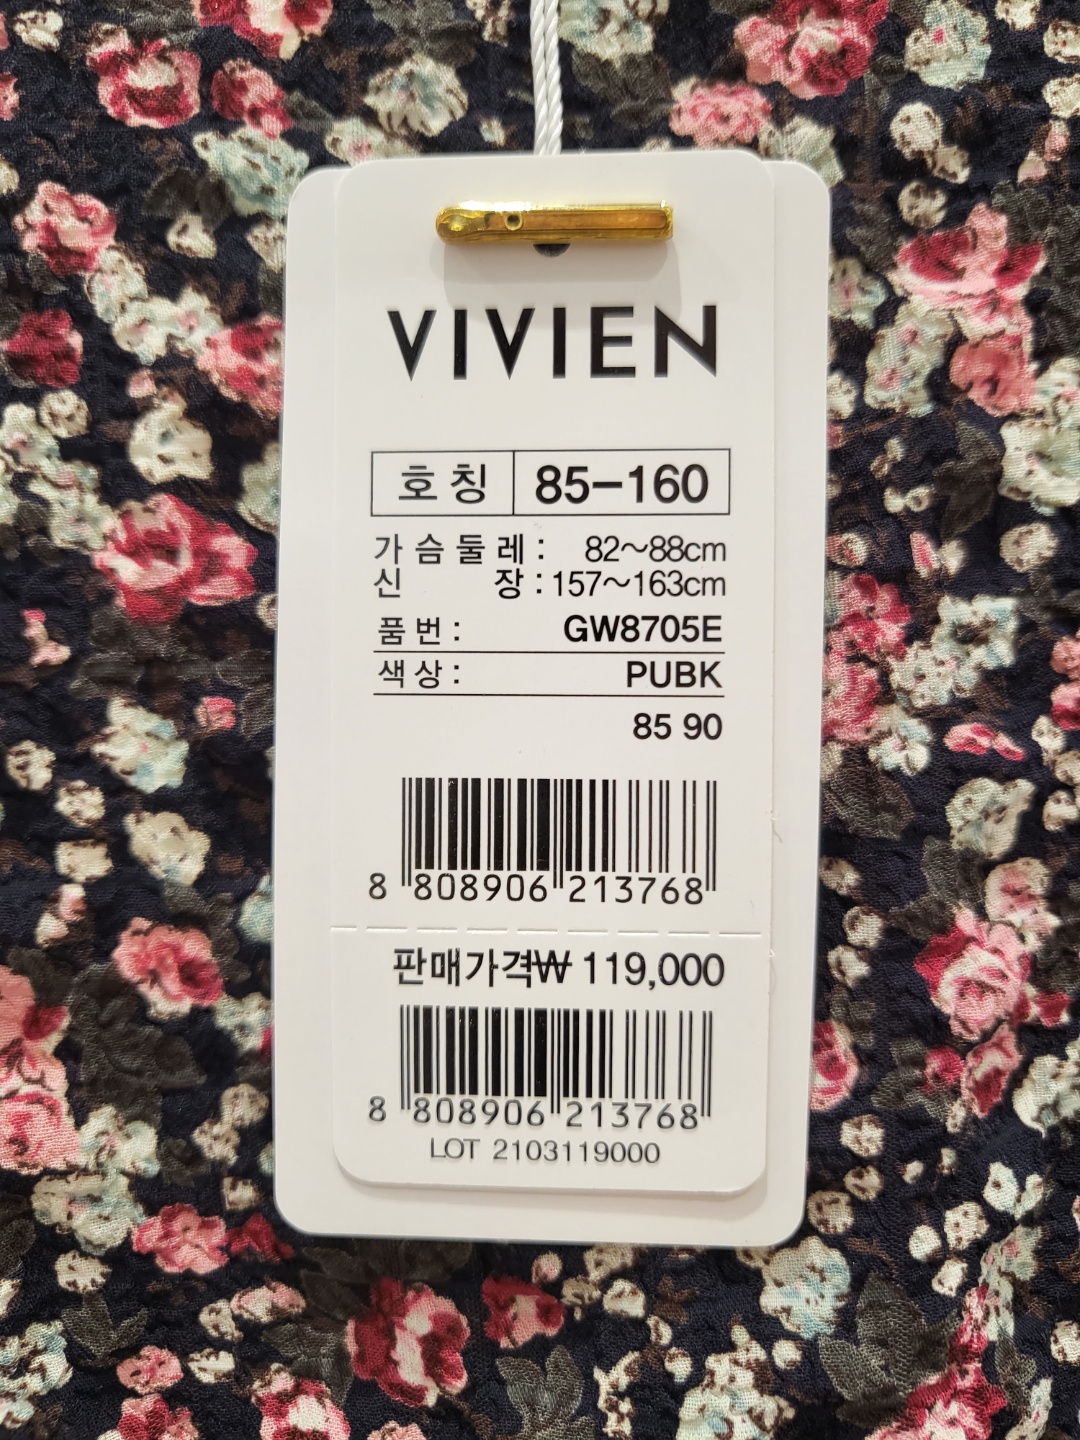 VIVIEN
호칭 85-160
가슴둘레 : 82~88cm
신 장 : 157~163cm
품번 : GW8705E
색상 : PUBK
85 90
8 808906 213768
판매가격₩ 119,000
8 808906 213768
LOT 2103119000